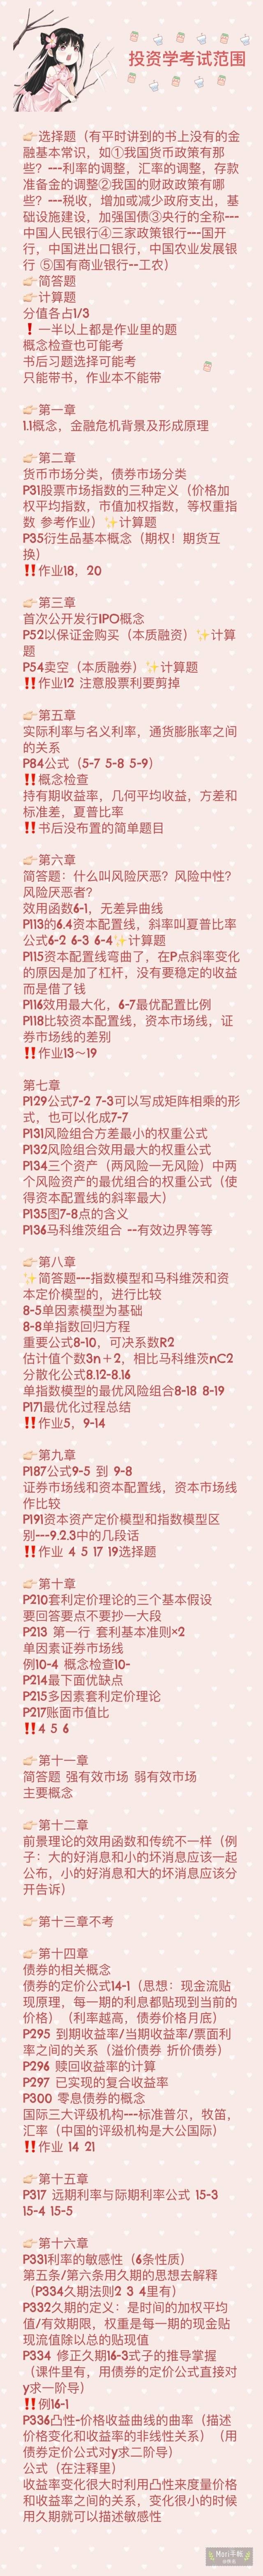 投资学考试范围
👉选择题（有平时讲到的书上没有的金
融基本常识，如①我国货币政策有那
些？---利率的调整，汇率的调整，存款
准备金的调整②我国的财政政策有哪
些？---税收，增加或减少政府支出，基
础设施建设，加强国债③央行的全称---
中国人民银行④三家政策银行---国开
行，中国进出口银行，中国农业发展银
行 ⑤国有商业银行--工农）
👉简答题
👉计算题
分值各占1/3
❗一半以上都是作业里的题
概念检查也可能考
书后习题选择可能考
只能带书，作业本不能带
👉第一章
1.1概念，金融危机背景及形成原理
👉第二章
货币市场分类，债券市场分类
P31股票市场指数的三种定义（价格加
权平均指数，市值加权指数，等权重指
数 参考作业）✨计算题
P35衍生品基本概念（期权！期货互
换）
‼️作业18，20
👉第三章
首次公开发行IPO概念
P52以保证金购买（本质融资）✨计算
题
P54卖空（本质融券）✨计算题
‼️作业12 注意股票利要剪掉
👉第五章
实际利率与名义利率，通货膨胀率之间
的关系
P84公式（5-7 5-8 5-9）
‼️概念检查
持有期收益率，几何平均收益，方差和
标准差，夏普比率
‼️书后没布置的简单题目
👉第六章
简答题：什么叫风险厌恶？风险中性？
风险厌恶者？
效用函数6-1，无差异曲线
P113的6.4资本配置线，斜率叫夏普比率
公式6-2 6-3 6-4✨计算题
P115资本配置线弯曲了，在P点斜率变化
的原因是加了杠杆，没有要稳定的收益
而是借了钱
P116效用最大化，6-7最优配置比例
P118比较资本配置线，资本市场线，证
券市场线的差别
‼️作业13～19
第七章
P129公式7-2 7-3可以写成矩阵相乘的形
式，也可以化成7-7
P131风险组合方差最小的权重公式
P132风险组合效用最大的权重公式
P134三个资产（两风险一无风险）中两
个风险资产的最优组合的权重公式（使
得资本配置线的斜率最大）
P135图7-8点的含义
P136马科维茨组合 --有效边界等等
👉第八章
✨简答题---指数模型和马科维茨和资
本定价模型的，进行比较
8-5单因素模型为基础
8-8单指数回归方程
重要公式8-10，可决系数R2
估计值个数3n＋2，相比马科维茨nC2
分散化公式8.12-8.16
单指数模型的最优风险组合8-18 8-19
P171最优化过程总结
‼️作业5，9-14
👉第九章
P187公式9-5 到 9-8
证券市场线和资本配置线，资本市场线
作比较
P191资本资产定价模型和指数模型区
别---9.2.3中的几段话
‼️作业 4 5 17 19选择题
👉第十章
P210套利定价理论的三个基本假设
要回答要点不要抄一大段
P213 第一行 套利基本准则×2
单因素证券市场线
例10-4 概念检查10-
P214最下面优缺点
P215多因素套利定价理论
P217账面市值比
‼️4 5 6
👉第十一章
简答题 强有效市场 弱有效市场
主要概念
👉第十二章
前景理论的效用函数和传统不一样（例
子：大的好消息和小的坏消息应该一起
公布，小的好消息和大的坏消息应该分
开告诉）
👉第十三章不考
👉第十四章
债券的相关概念
债券的定价公式14-1（思想：现金流贴
现原理，每一期的利息都贴现到当前的
价格）（利率越高，债券价格月底）
P295 到期收益率/当期收益率/票面利
率之间的关系（溢价债券 折价债券）
P296 赎回收益率的计算
P297 已实现的复合收益率
P300 零息债券的概念
国际三大评级机构---标准普尔，牧笛，
汇率（中国的评级机构是大公国际）
‼️作业 14 21
👉第十五章
P317 远期利率与际期利率公式 15-3
15-4 15-5
👉第十六章
P331利率的敏感性（6条性质）
第五条/第六条用久期的思想去解释
（P334久期法则2 3 4里有）
P332久期的定义：是时间的加权平均
值/有效期限，权重是每一期的现金贴
现流值除以总的贴现值
P334 修正久期16-3式子的推导掌握
（课件里有，用债券的定价公式直接对
y求一阶导）
‼️例16-1
P336凸性-价格收益曲线的曲率（描述
价格变化和收益率的非线性关系）（用
债券定价公式对y求二阶导）
公式（在注释里）
收益率变化很大时利用凸性来度量价格
和收益率之间的关系，变化很小的时候
用久期就可以描述敏感性